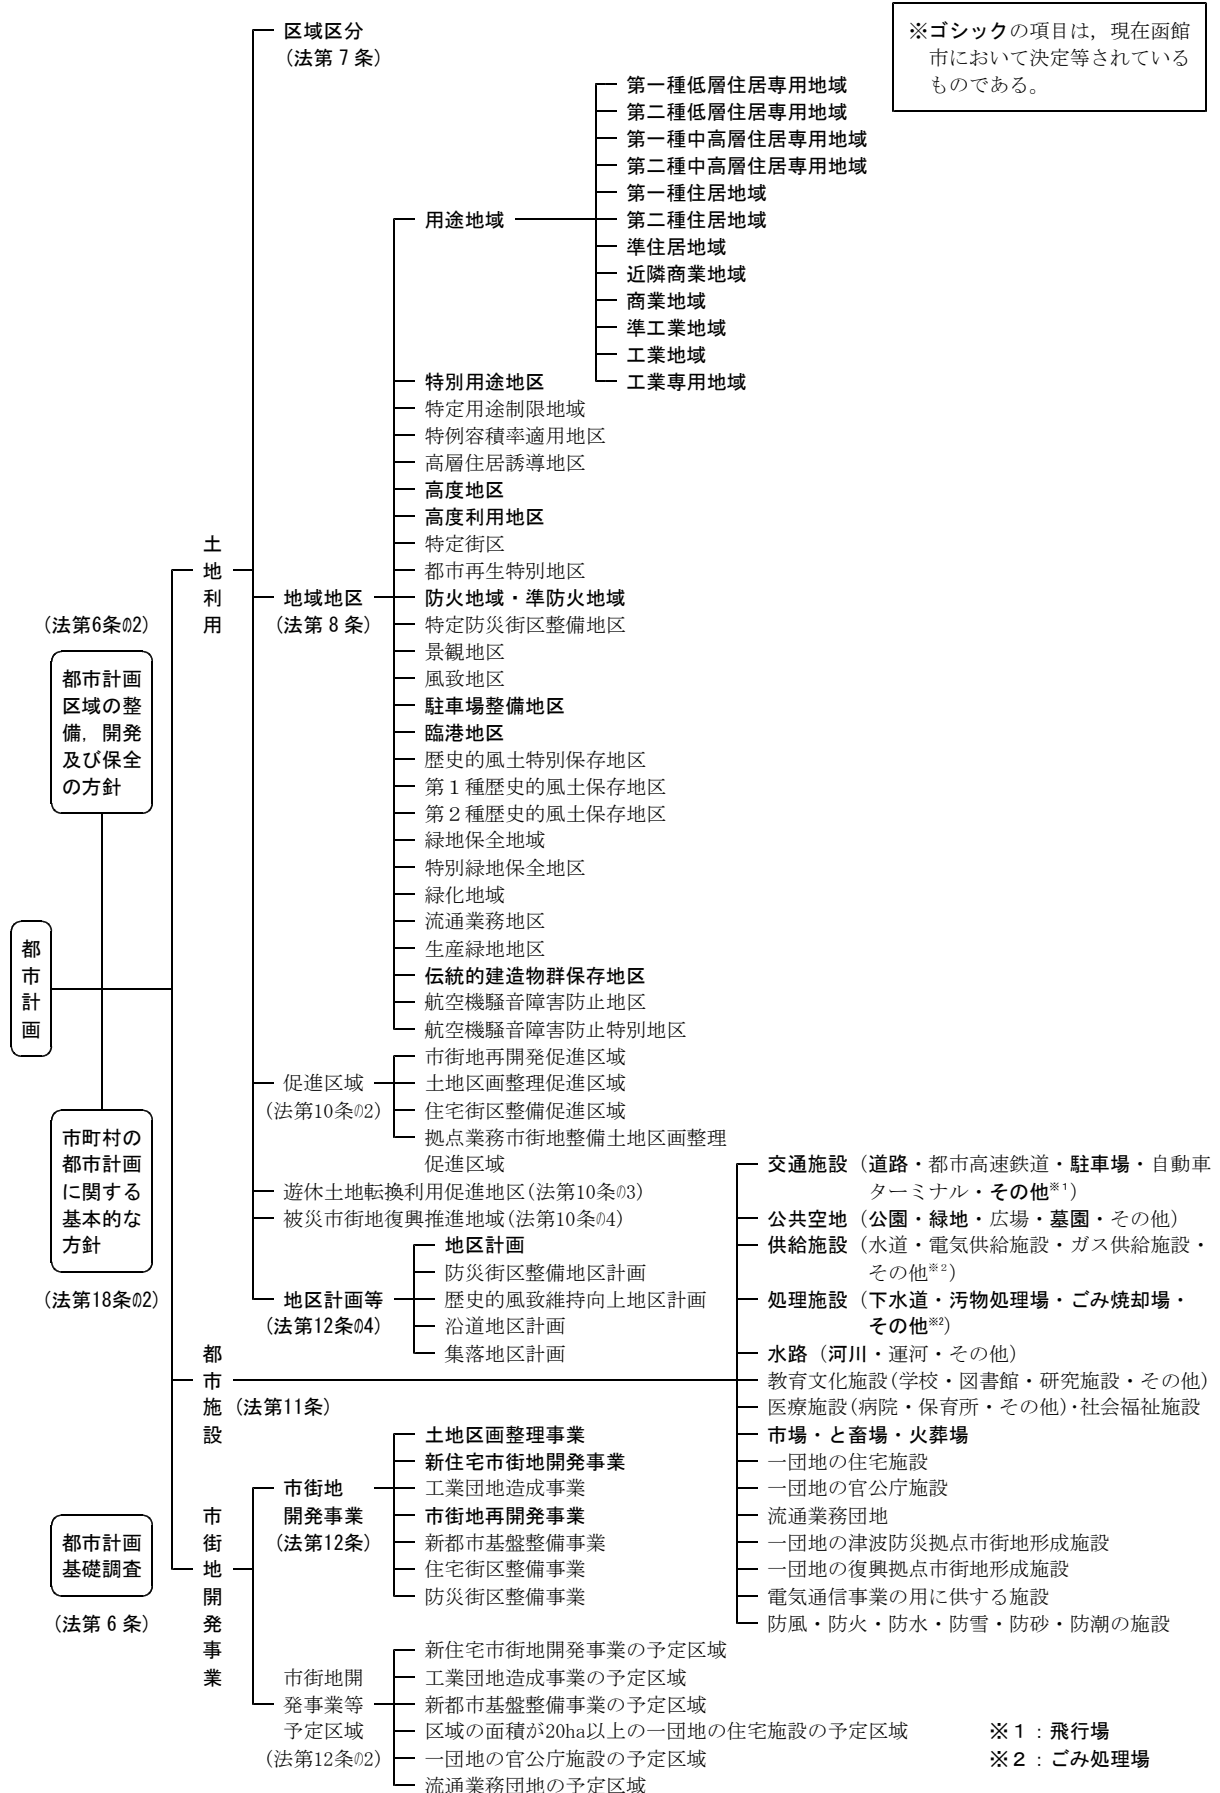 ※ゴシックの項目は，現在函館
市において決定等されている
ものである。
区域区分
(法第７条)
第一種低層住居専用地域
第二種低層住居専用地域
第一種中高層住居専用地域
第二種中高層住居専用地域
第一種住居地域
用途地域
第二種住居地域
準住居地域
近隣商業地域
商業地域
準工業地域
工業地域
工業専用地域
特別用途地区
特定用途制限地域
特例容積率適用地区
高層住居誘導地区
高度地区
高度利用地区
特定街区
都市再生特別地区
土地利用
地域地区
(法第８条)
防火地域・準防火地域
特定防災街区整備地区
景観地区
風致地区
駐車場整備地区
臨港地区
歴史的風土特別保存地区
第１種歴史的風土保存地区
第２種歴史的風土保存地区
緑地保全地域
特別緑地保全地区
緑化地域
流通業務地区
生産緑地地区
伝統的建造物群保存地区
航空機騒音障害防止地区
航空機騒音障害防止特別地区
(法第6条の2)
都市計画
区域の整
備，開発
及び保全
の方針
都市計画
市町村の
都市計画
に関する
基本的な
方針
(法第18条の2)
促進区域
(法第10条の2)
市街地再開発促進区域
土地区画整理促進区域
住宅街区整備促進区域
拠点業務市街地整備土地区画整理
促進区域
遊休土地転換利用促進地区(法第10条の3)
被災市街地復興推進地域(法第10条の4)
地区計画等
(法第12条の4)
地区計画
防災街区整備地区計画
歴史的風致維持向上地区計画
沿道地区計画
集落地区計画
都市施設
(法第11条)
交通施設（道路・都市高速鉄道・駐車場・自動車
ターミナル・その他※1）
公共空地（公園・緑地・広場・墓園・その他）
供給施設（水道・電気供給施設・ガス供給施設・
その他※2）
処理施設（下水道・汚物処理場・ごみ焼却場・
その他※2）
水路（河川・運河・その他）
教育文化施設(学校・図書館・研究施設・その他)
医療施設(病院・保育所・その他)・社会福祉施設
市場・と畜場・火葬場
一団地の住宅施設
一団地の官公庁施設
流通業務団地
一団地の津波防災拠点市街地形成施設
一団地の復興拠点市街地形成施設
電気通信事業の用に供する施設
防風・防火・防水・防雪・防砂・防潮の施設
都市計画
基礎調査
(法第６条)
市街地開発事業
市街地
開発事業
(法第12条)
土地区画整理事業
新住宅市街地開発事業
工業団地造成事業
市街地再開発事業
新都市基盤整備事業
住宅街区整備事業
防災街区整備事業
市街地開
発事業等
予定区域
(法第12条の2)
新住宅市街地開発事業の予定区域
工業団地造成事業の予定区域
新都市基盤整備事業の予定区域
区域の面積が20ha以上の一団地の住宅施設の予定区域
一団地の官公庁施設の予定区域
流通業務団地の予定区域
※１：飛行場
※２：ごみ処理場